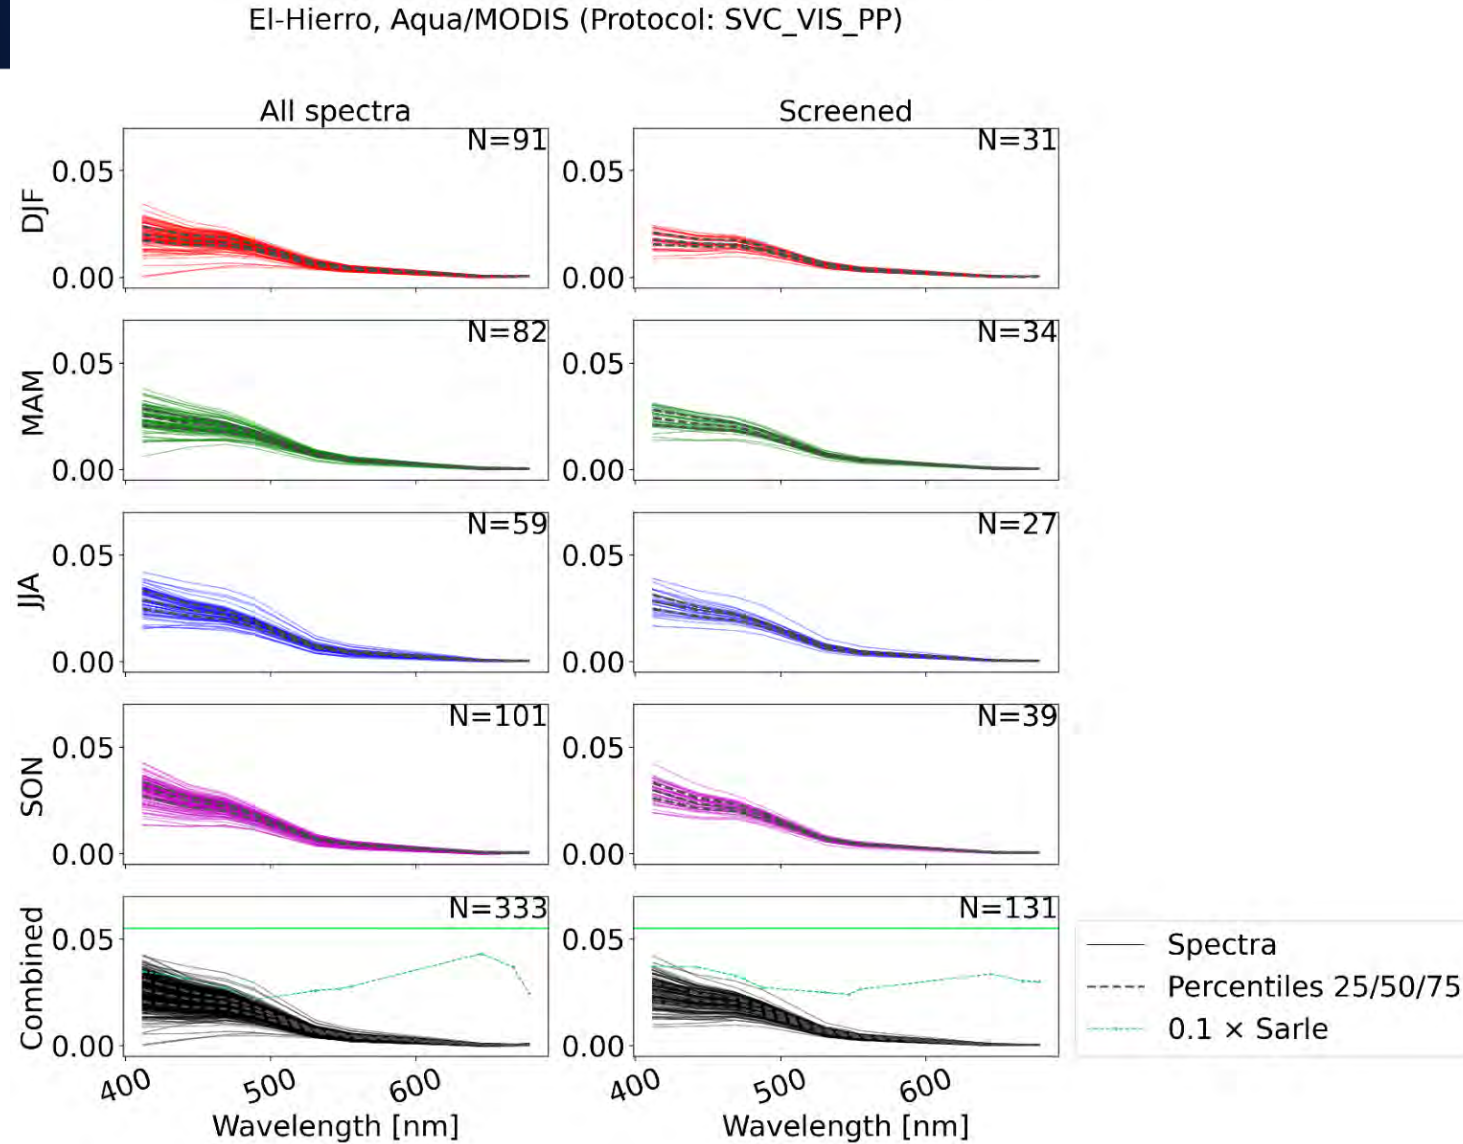 El-Hierro, Aqua/MODIS (Protocol: SVC_VIS_PP)
All spectra
Screened
DJF
0.05
0.00
N=91
0.05
0.00
N=31
MAM
0.05
0.00
N=82
0.05
0.00
N=34
JJA
0.05
0.00
N=59
0.05
0.00
N=27
SON
0.05
0.00
N=101
0.05
0.00
N=39
Combined
0.05
0.00
N=333
0.05
0.00
N=131
400 500 600
400 500 600
Wavelength [nm]
Wavelength [nm]
Spectra
Percentiles 25/50/75
0.1 × Sarle